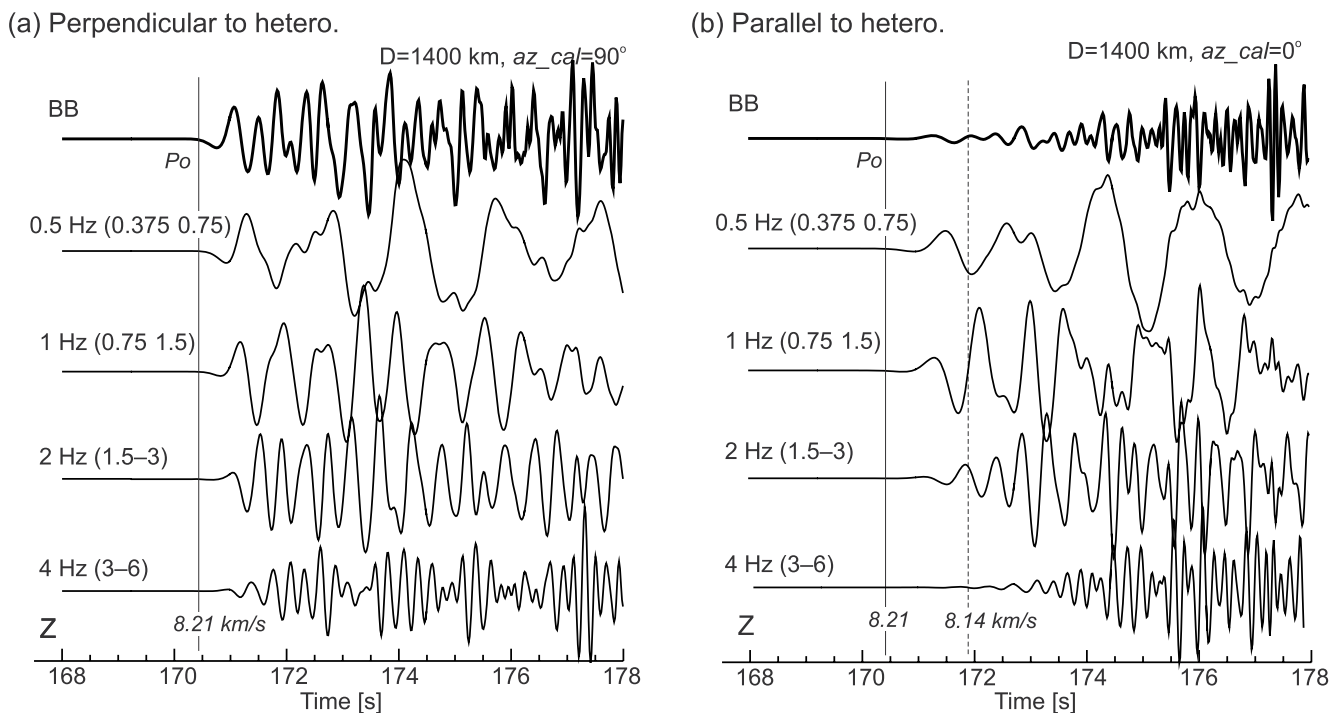 (a) Perpendicular to hetero.
D=1400 km, az_cal=90°
BB
Po
0.5 Hz (0.375 0.75)
1 Hz (0.75 1.5)
2 Hz (1.5–3)
4 Hz (3–6)
8.21 km/s
Z
168 170 172 174 176 178
Time [s]
(b) Parallel to hetero.
D=1400 km, az_cal=0°
BB
Po
0.5 Hz (0.375 0.75)
1 Hz (0.75 1.5)
2 Hz (1.5–3)
4 Hz (3–6)
8.21 8.14 km/s
Z
168 170 172 174 176 178
Time [s]